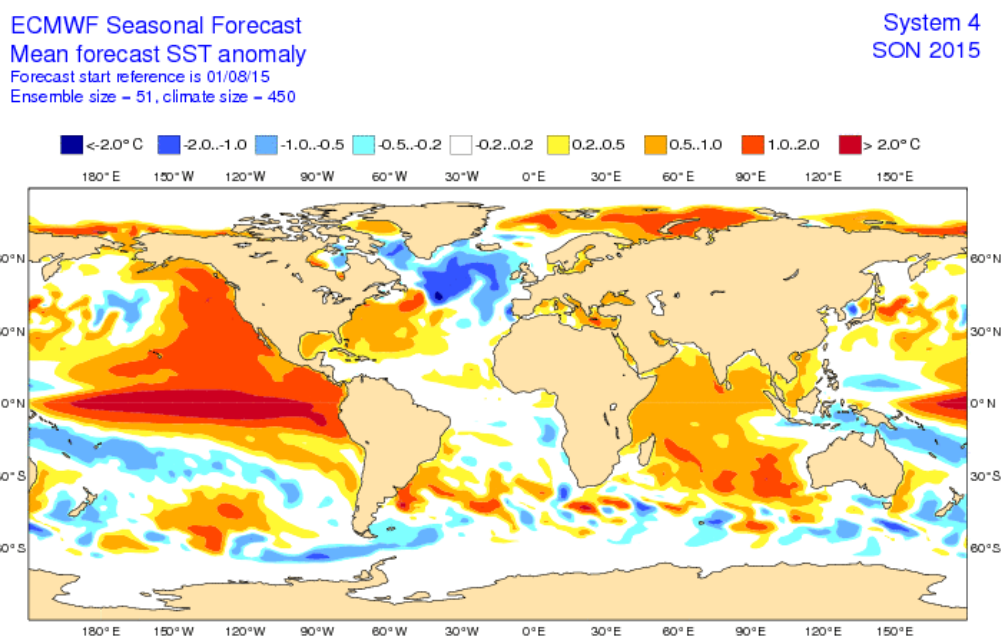 ECMWF Seasonal Forecast
System 4
Mean forecast SST anomaly
SON 2015
Forecast start reference is 01/08/15
Ensemble size = 51, climate size = 450
<-2.0°C -2.0..-1.0 -1.0..-0.5 -0.5..-0.2 -0.2..0.2 0.2..0.5 0.5..1.0 1.0..2.0 > 2.0°C
180°E 150°W 120°W 90°W 60°W 30°W 0°E 30°E 60°E 90°E 120°E 150°E
60°N 60°N
30°N 30°N
0°N 0°N
30°S 30°S
60°S 60°S
180°E 150°W 120°W 90°W 60°W 30°W 0°E 30°E 60°E 90°E 120°E 150°E